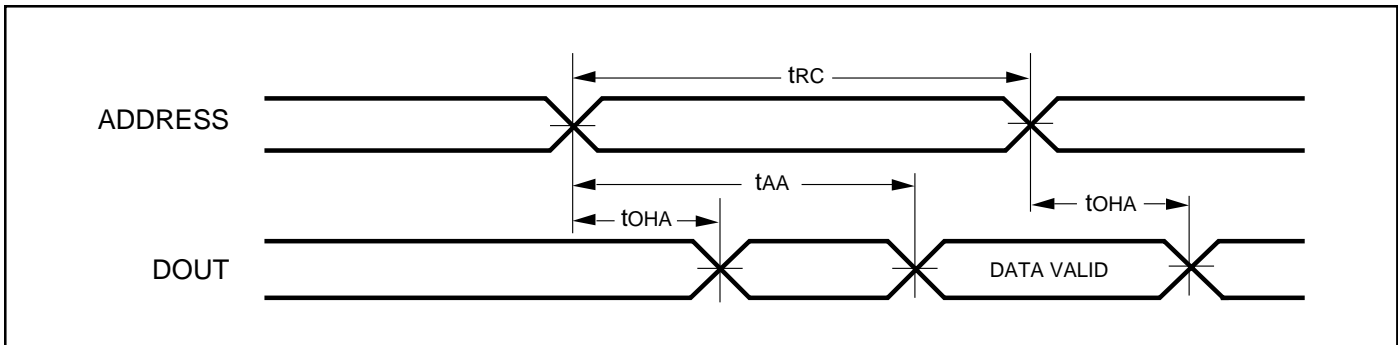 tRC
ADDRESS
tAA
tOHA
tOHA
DOUT
DATA VALID